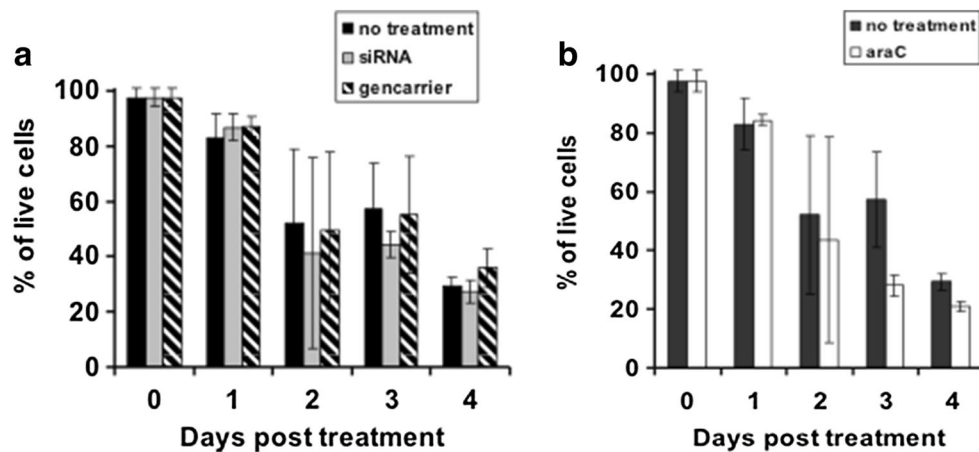 a
no treatment
siRNA
gencarrier
% of live cells
100
80
60
40
20
0
0 1 2 3 4
Days post treatment
b
no treatment
araC
% of live cells
100
80
60
40
20
0
0 1 2 3 4
Days post treatment